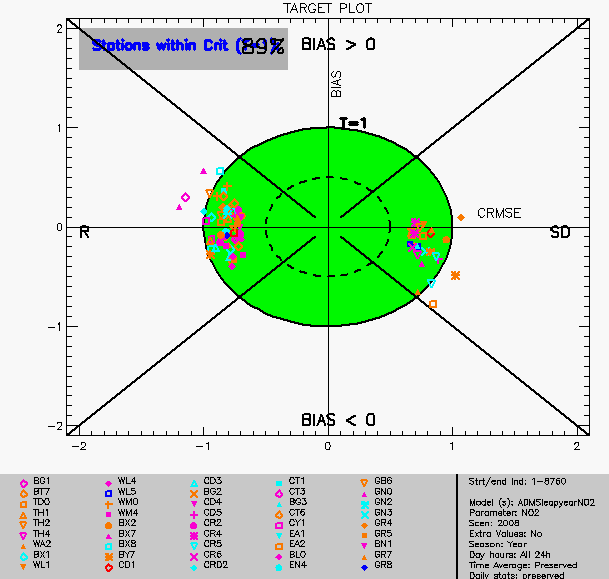 TARGET PLOT
2
Stations within Crit (T=1)
89%
BIAS > 0
BIAS
1
T=1
0
R
CRMSE
SD
-1
-2
BIAS < 0
-2 -1 0 1 2
BG1 WL4 CD3 CT1 GB6
BT7 WL5 BG2 CT3 GN0
TD0 WM0 CD4 BG3 GN2
TH1 WM4 CD5 CT6 GN3
TH2 BX2 CR2 CY1 GR4
TH4 BX7 CR4 EA1 GR5
WA2 BX8 CR5 EA2 BN1
BX1 BY7 CR6 BL0 GR7
WL1 CD1 CRD2 EN4 GR8
Strt/end Ind: 1-8760
Model (s): ADMSleapyearNO2
Parameter: NO2
Scen: 2008
Extra Values: No
Season: Year
Day hours: All 24h
Time Average: Preserved
Daily stats: preserved